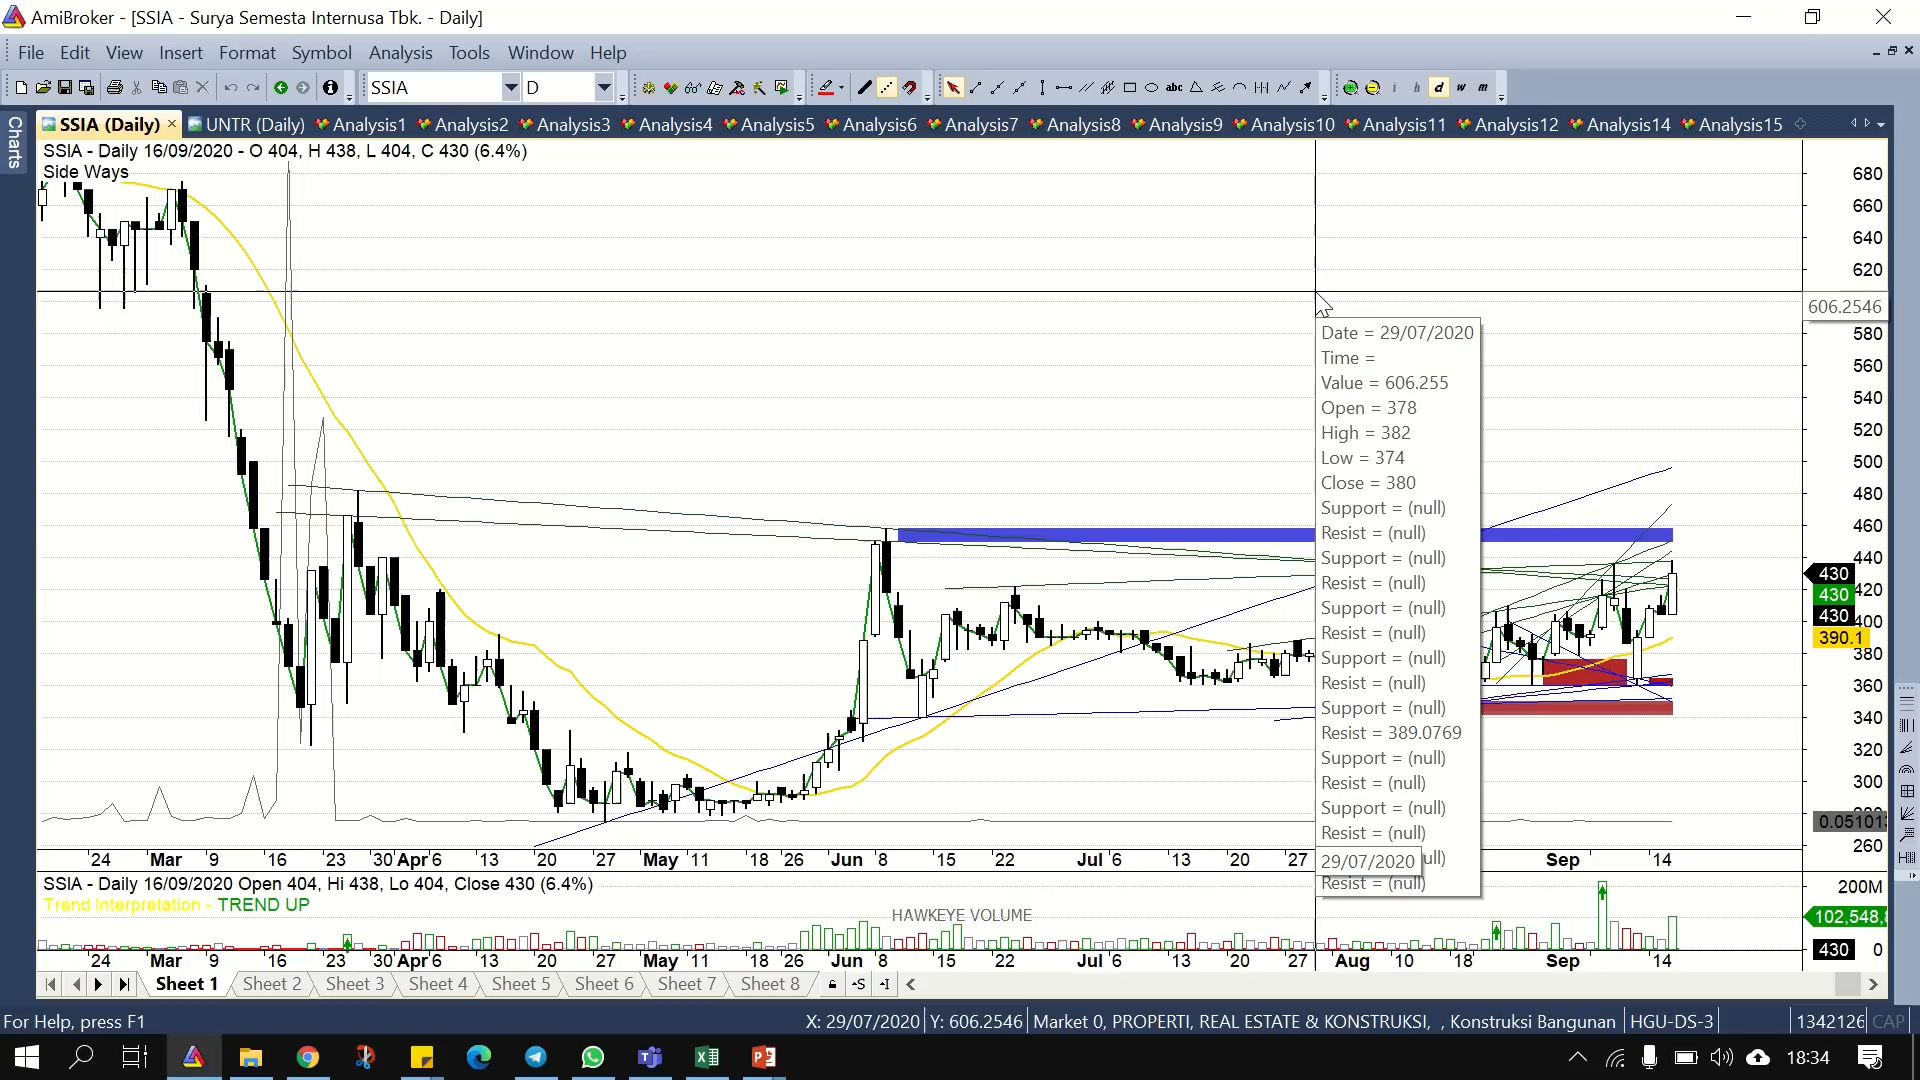 AmiBroker - [SSIA - Surya Semesta Internusa Tbk. - Daily]
File Edit View Insert Format Symbol Analysis Tools Window Help
SSIA D abc i h d w m
Charts
SSIA (Daily) × UNTR (Daily) Analysis1 Analysis2 Analysis3 Analysis4 Analysis5 Analysis6 Analysis7 Analysis8 Analysis9 Analysis10 Analysis11 Analysis12 Analysis14 Analysis15
SSIA - Daily 16/09/2020 - O 404, H 438, L 404, C 430 (6.4%)
Side Ways
680
660
640
620
606.2546
580
560
540
520
500
480
460
440
430
420
430
430
400
390.1
380
360
340
320
300
280
260
Date = 29/07/2020
Time =
Value = 606.255
Open = 378
High = 382
Low = 374
Close = 380
Support = (null)
Resist = (null)
Support = (null)
Resist = (null)
Support = (null)
Resist = (null)
Support = (null)
Resist = (null)
Support = (null)
Resist = 389.0769
Support = (null)
Resist = (null)
Support = (null)
Resist = (null)
29/07/2020
Resist = (null)
24 Mar 9 16 23 30 Apr 6 13 20 27 May 11 18 26 Jun 8 15 22 Jul 6 13 20 27 Sep 14
SSIA - Daily 16/09/2020 Open 404, Hi 438, Lo 404, Close 430 (6.4%)
Trend Interpretation - TREND UP
HAWKEYE VOLUME
200M
430 0
24 Mar 9 16 23 30 Apr 6 13 20 27 May 11 18 26 Jun 8 15 22 Jul 6 13 20 27 Aug 10 18 Sep 14
Sheet 1 Sheet 2 Sheet 3 Sheet 4 Sheet 5 Sheet 6 Sheet 7 Sheet 8 S I
For Help, press F1 X: 29/07/2020 Y: 606.2546 Market 0, PROPERTI, REAL ESTATE & KONSTRUKSI, , Konstruksi Bangunan HGU-DS-3 1342126 CAP
18:34